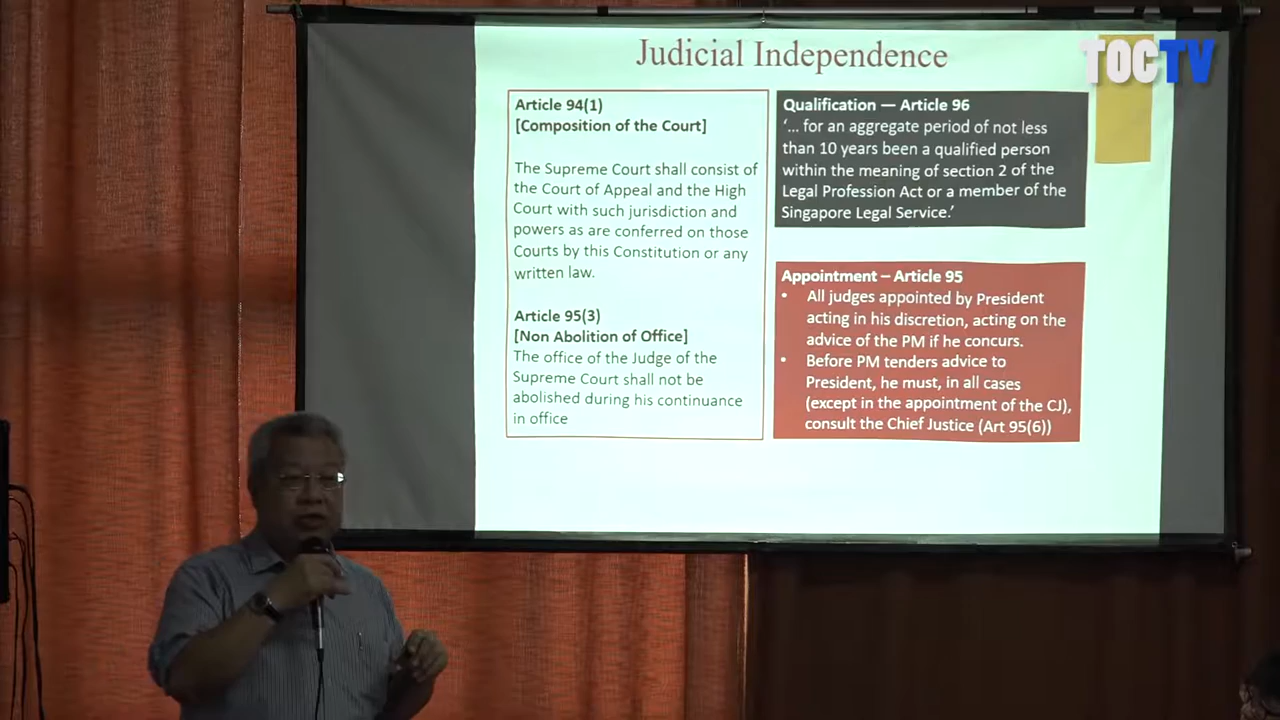 Judicial Independence
TOCTV
Article 94(1)
[Composition of the Court]
The Supreme Court shall consist of
the Court of Appeal and the High
Court with such jurisdiction and
powers as are conferred on those
Courts by this Constitution or any
written law.
Article 95(3)
[Non Abolition of Office]
The office of the Judge of the
Supreme Court shall not be
abolished during his continuance
in office
Qualification — Article 96
‘... for an aggregate period of not less
than 10 years been a qualified person
within the meaning of section 2 of the
Legal Profession Act or a member of the
Singapore Legal Service.’
Appointment – Article 95
• All judges appointed by President
acting in his discretion, acting on the
advice of the PM if he concurs.
• Before PM tenders advice to
President, he must, in all cases
(except in the appointment of the CJ),
consult the Chief Justice (Art 95(6))